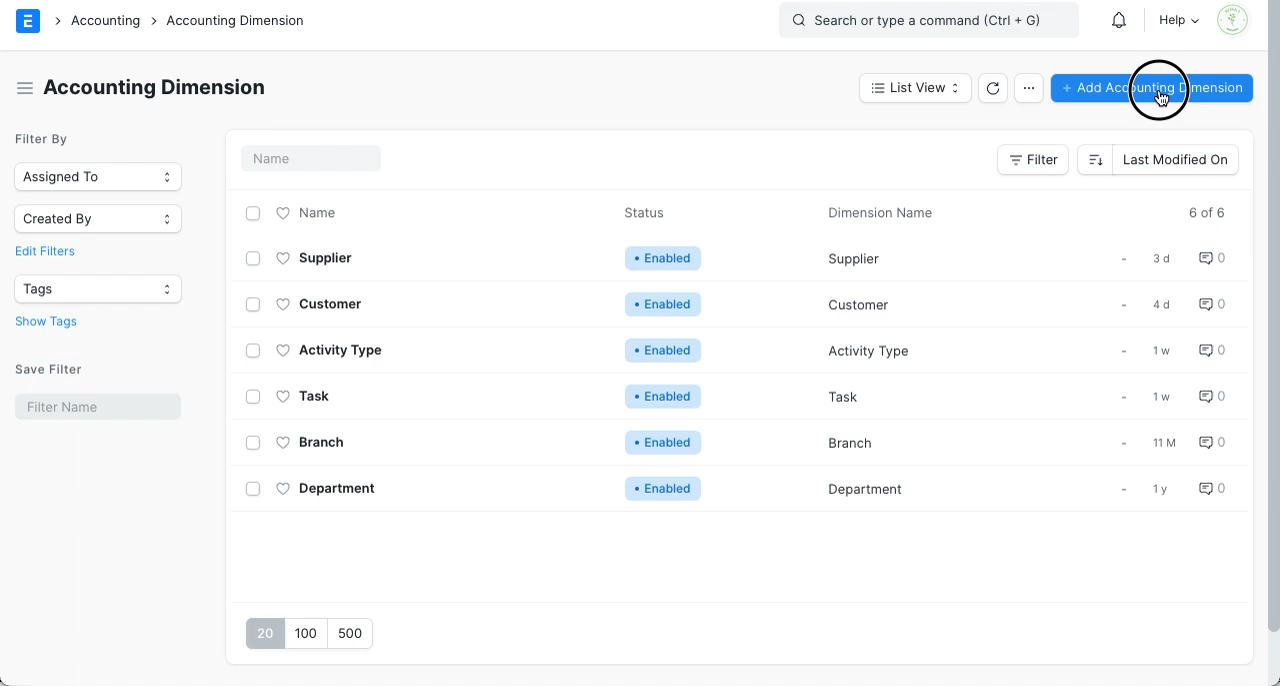 E Accounting Accounting Dimension Search or type a command (Ctrl + G) Help
Accounting Dimension List View ... + Add Accounting Dimension
Filter By
Assigned To
Created By
Edit Filters
Tags
Show Tags
Save Filter
Filter Name
Name Filter Last Modified On
Name Status Dimension Name 6 of 6
Supplier • Enabled Supplier - 3 d 0
Customer • Enabled Customer - 4 d 0
Activity Type • Enabled Activity Type - 1 w 0
Task • Enabled Task - 1 w 0
Branch • Enabled Branch - 11 M 0
Department • Enabled Department - 1 y 0
20 100 500